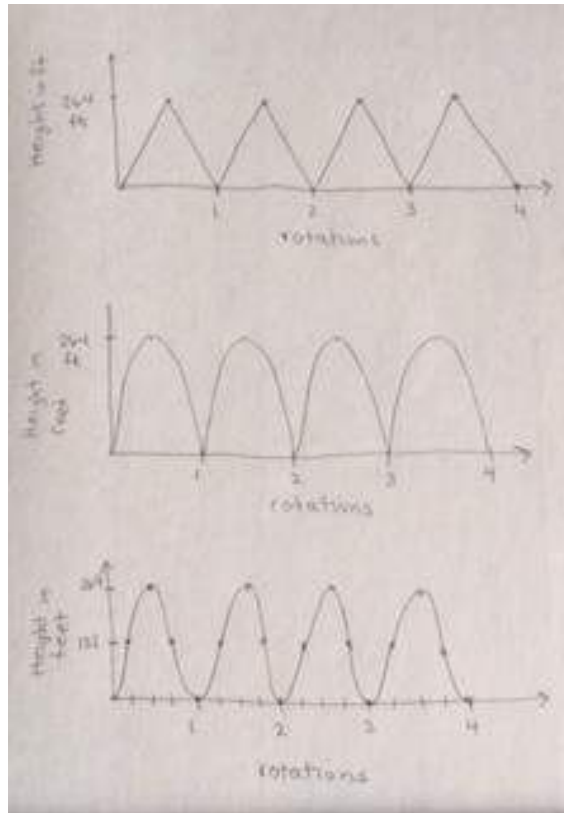 Height in ft
264
ft
1 2 3 4
rotations
Height in
feet
264
ft
1 2 3 4
rotations
Height in
feet
264
132
1 2 3 4
rotations